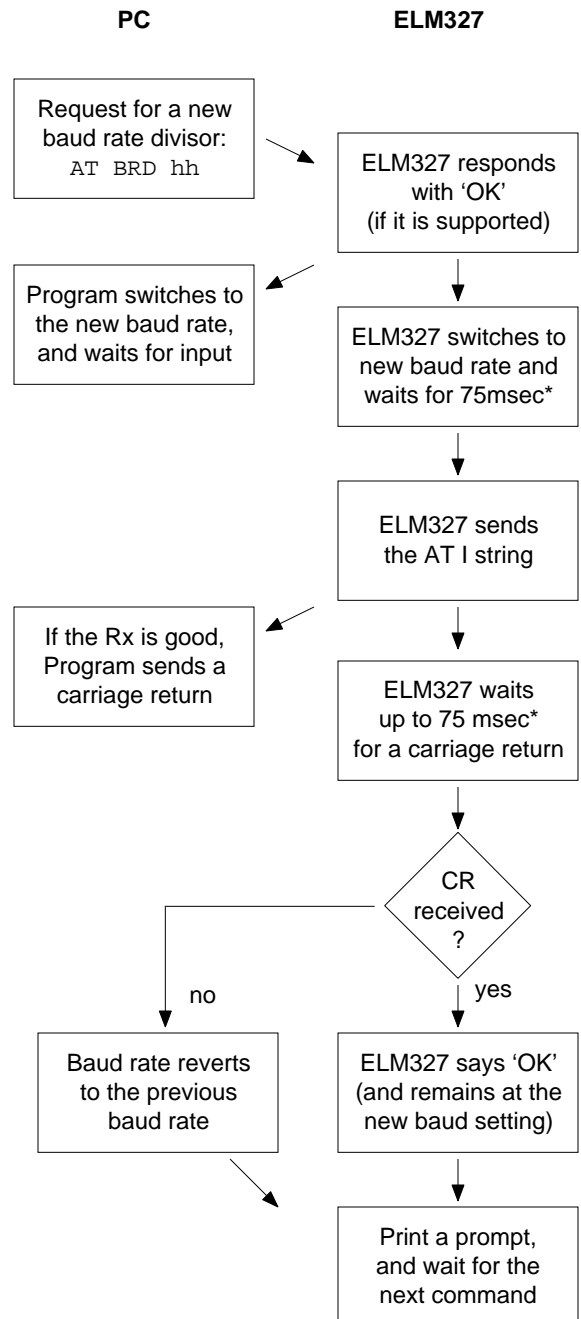 PC
ELM327
Request for a new
baud rate divisor:
AT BRD hh
ELM327 responds
with ‘OK’
(if it is supported)
Program switches to
the new baud rate,
and waits for input
ELM327 switches to
new baud rate and
waits for 75msec*
ELM327 sends
the AT I string
If the Rx is good,
Program sends a
carriage return
ELM327 waits
up to 75 msec*
for a carriage return
CR
received
?
no
yes
Baud rate reverts
to the previous
baud rate
ELM327 says ‘OK’
(and remains at the
new baud setting)
Print a prompt,
and wait for the
next command